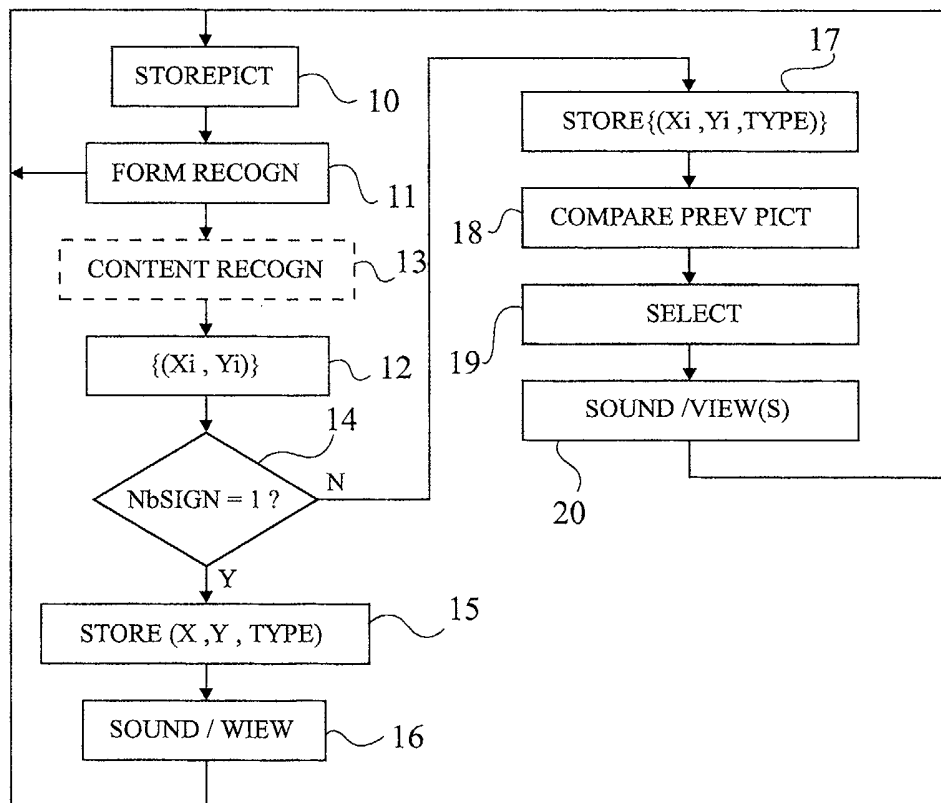 STOREPICT
10
FORM RECOGN
11
CONTENT RECOGN
13
{(Xi , Yi)}
12
14
NbSIGN = 1 ?
N
Y
STORE (X ,Y , TYPE)
15
SOUND / WIEW
16
17
STORE{(Xi ,Yi ,TYPE)}
COMPARE PREV PICT
18
SELECT
19
SOUND /VIEW(S)
20